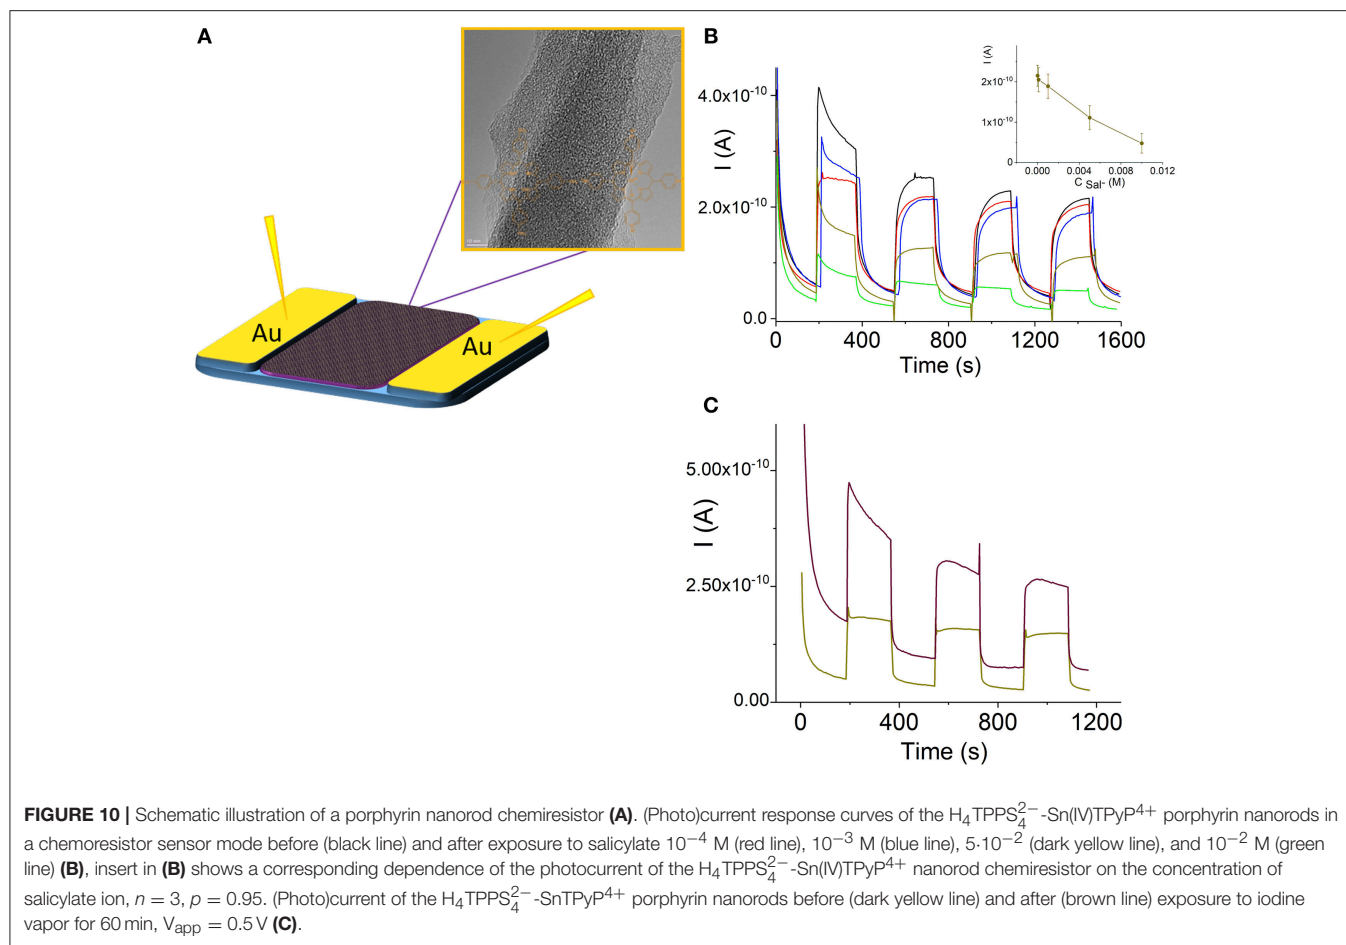 A
10 nm
Au
Au
B
I (A)
4.0x10⁻¹⁰
2.0x10⁻¹⁰
0.0
0
400
800
1200
1600
Time (s)
I (A)
2x10⁻¹⁰
1x10⁻¹⁰
0
0.000
0.004
0.008
0.012
C Sal- (M)
C
I (A)
5.00x10⁻¹⁰
2.50x10⁻¹⁰
0.00
0
400
800
1200
Time (s)
FIGURE 10 | Schematic illustration of a porphyrin nanorod chemiresistor (A). (Photo)current response curves of the H₄TPPS₄²⁻-Sn(IV)TPyP⁴⁺ porphyrin nanorods in
a chemoresistor sensor mode before (black line) and after exposure to salicylate 10⁻⁴ M (red line), 10⁻³ M (blue line), 5·10⁻² (dark yellow line), and 10⁻² M (green
line) (B), insert in (B) shows a corresponding dependence of the photocurrent of the H₄TPPS₄²⁻-Sn(IV)TPyP⁴⁺ nanorod chemiresistor on the concentration of
salicylate ion, n = 3, p = 0.95. (Photo)current of the H₄TPPS₄²⁻-SnTPyP⁴⁺ porphyrin nanorods before (dark yellow line) and after (brown line) exposure to iodine
vapor for 60 min, Vapp = 0.5 V (C).